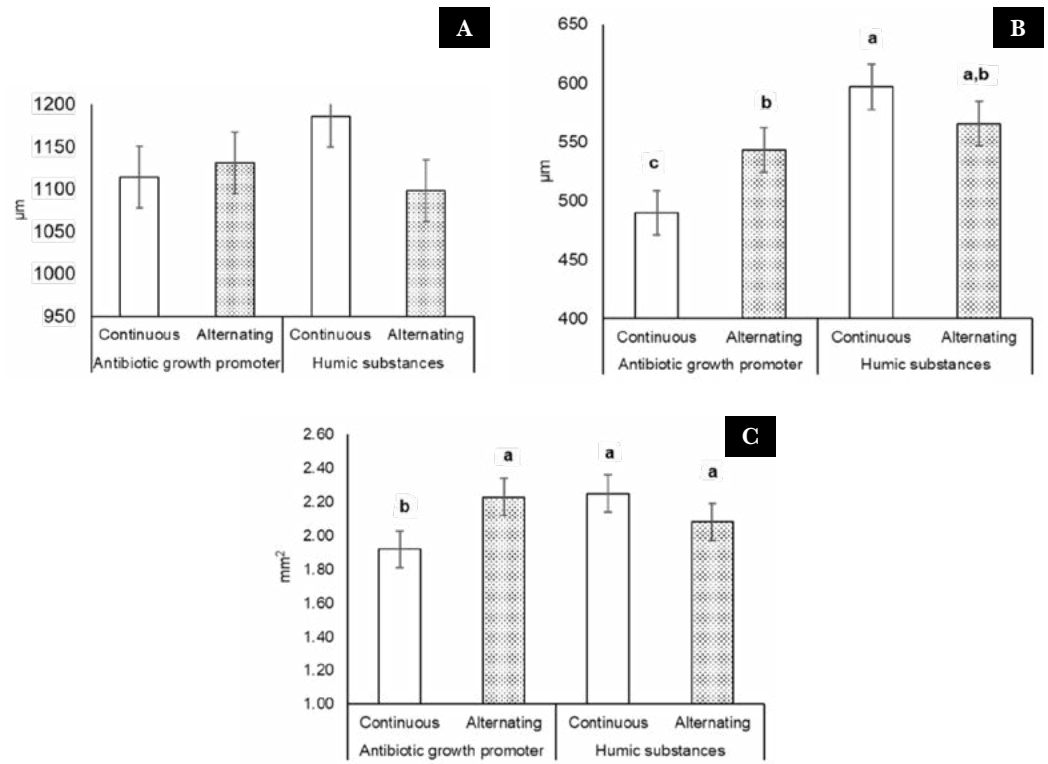 A
1200
1150
1100
1050
1000
950
µm
Continuous Alternating Continuous Alternating
Antibiotic growth promoter Humic substances
B
650
600
550
500
450
400
µm
c
b
a
a,b
Continuous Alternating Continuous Alternating
Antibiotic growth promoter Humic substances
C
2.60
2.40
2.20
2.00
1.80
1.60
1.40
1.20
1.00
mm²
b
a
a
a
Continuous Alternating Continuous Alternating
Antibiotic growth promoter Humic substances